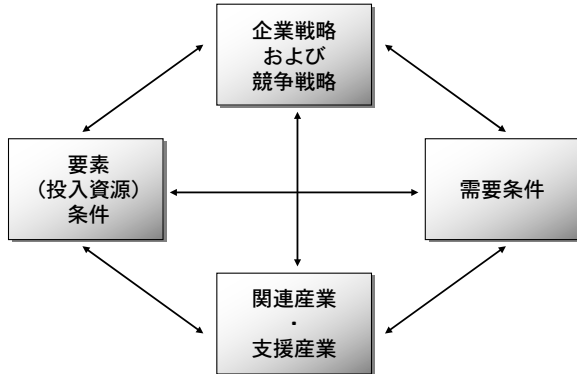 企業戦略
および
競争戦略
要素
（投入資源）
条件
需要条件
関連産業
・
支援産業